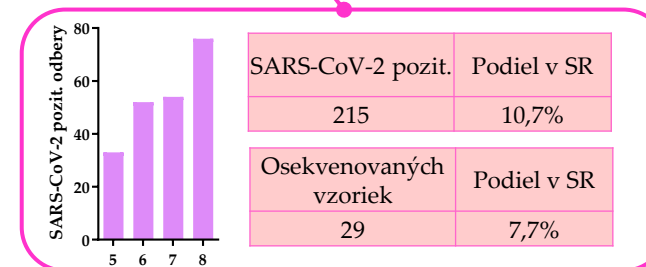 SARS-CoV-2 pozit. odbery
80
60
40
20
0
5 6 7 8
SARS-CoV-2 pozit. Podiel v SR
215 10,7%
Osekvenovaných
vzoriek
Podiel v SR
29 7,7%